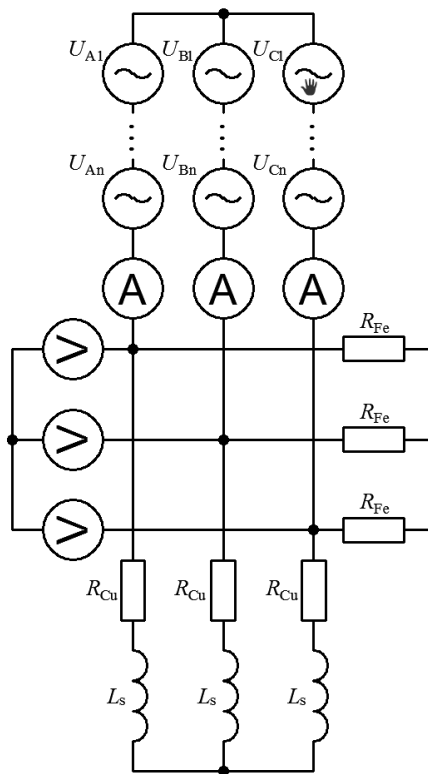 U_A1 U_B1 U_C1
U_An U_Bn U_Cn
A A A
V R_Fe
V R_Fe
V R_Fe
R_Cu R_Cu R_Cu
L_s L_s L_s